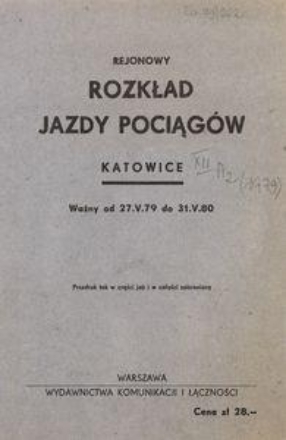 REJONOWY
ROZKŁAD
JAZDY POCIĄGÓW
KATOWICE
XII
Ważny od 27.V.79 do 31.V.80
Przedruk tak w części jak i w całości zabroniony
WARSZAWA
WYDAWNICTWA KOMUNIKACJI I ŁĄCZNOŚCI
Cena zł 28.–